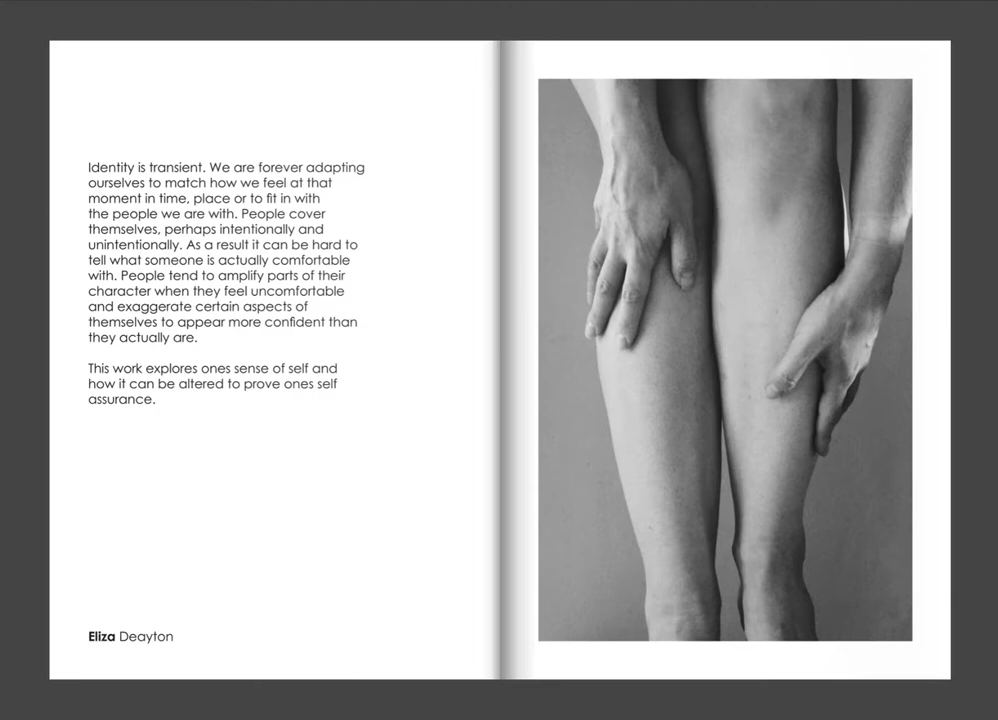 Identity is transient. We are forever adapting
ourselves to match how we feel at that
moment in time, place or to fit in with
the people we are with. People cover
themselves, perhaps intentionally and
unintentionally. As a result it can be hard to
tell what someone is actually comfortable
with. People tend to amplify parts of their
character when they feel uncomfortable
and exaggerate certain aspects of
themselves to appear more confident than
they actually are.
This work explores ones sense of self and
how it can be altered to prove ones self
assurance.
Eliza Deayton